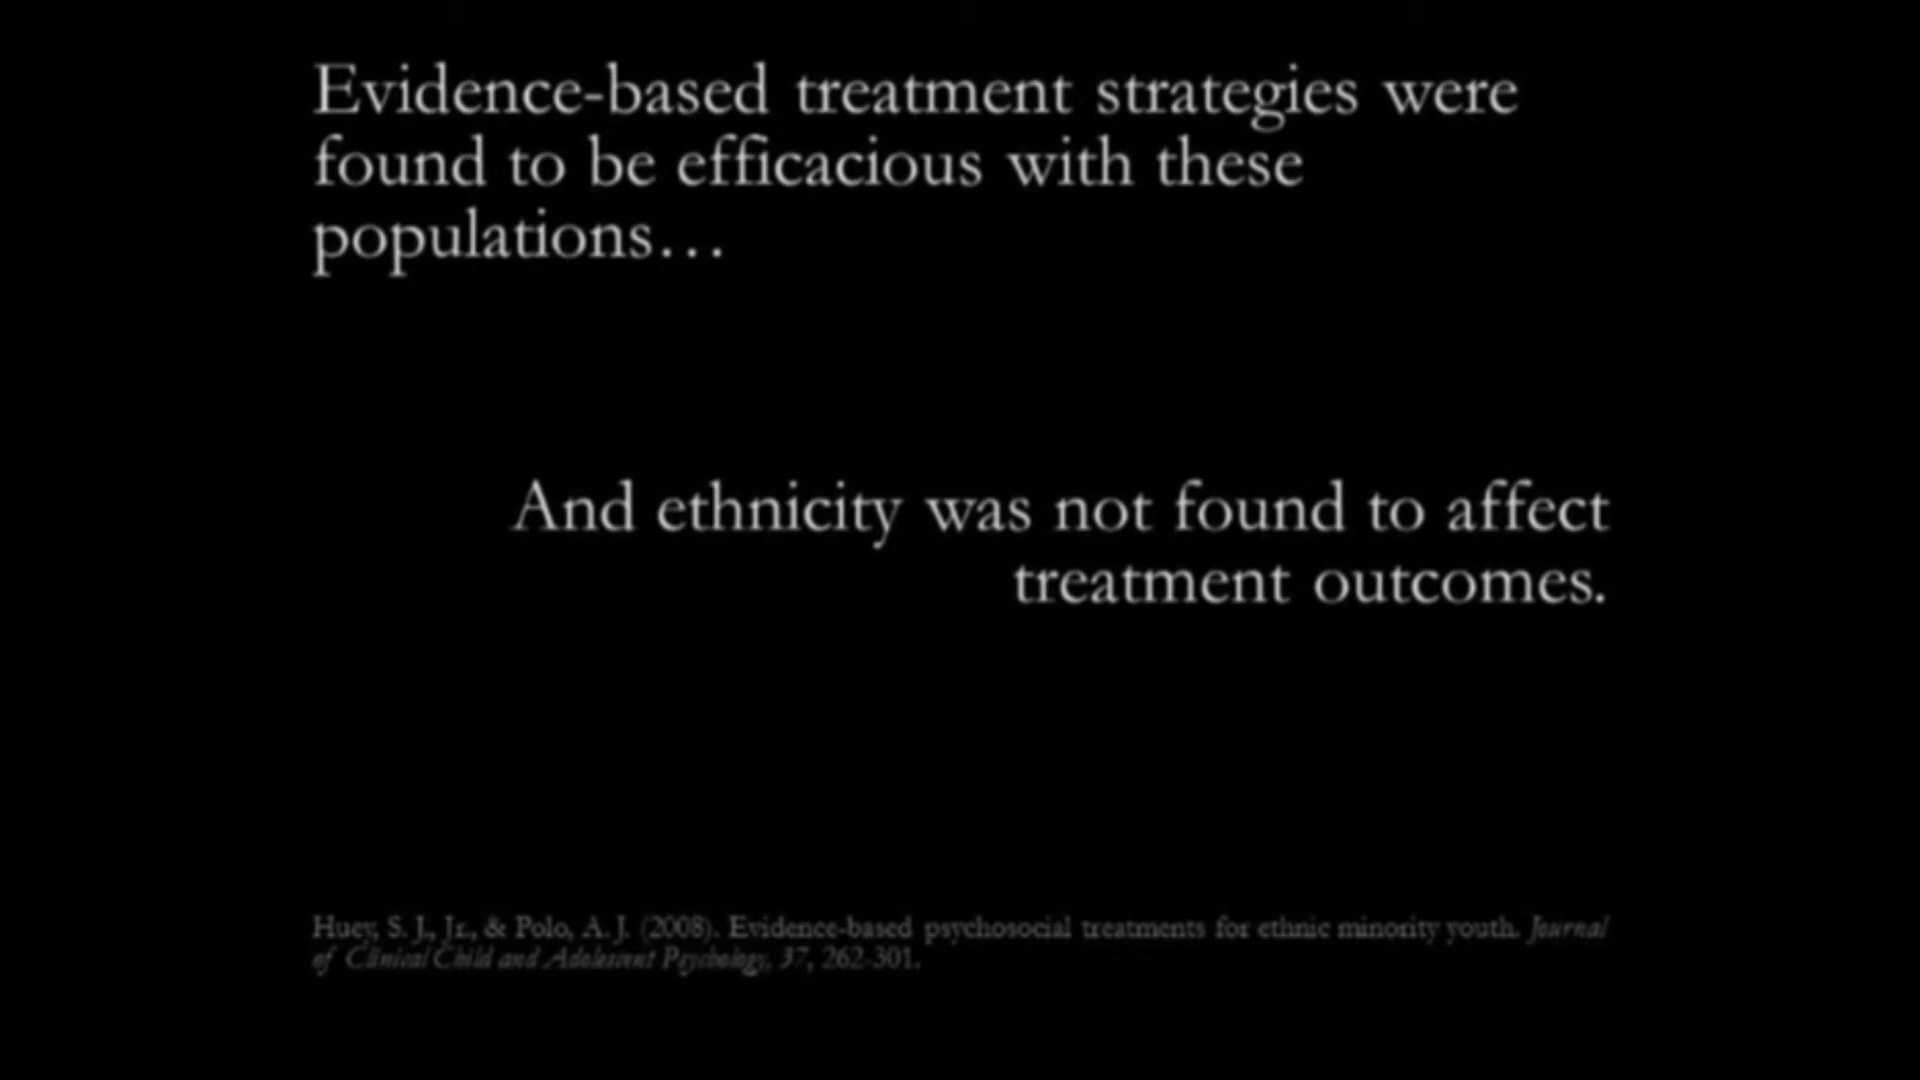 Evidence-based treatment strategies were
found to be efficacious with these
populations…
And ethnicity was not found to affect
treatment outcomes.
Huey, S. J., Jr., & Polo, A. J. (2008). Evidence-based psychosocial treatments for ethnic minority youth. Journal
of Clinical Child and Adolescent Psychology, 37, 262-301.